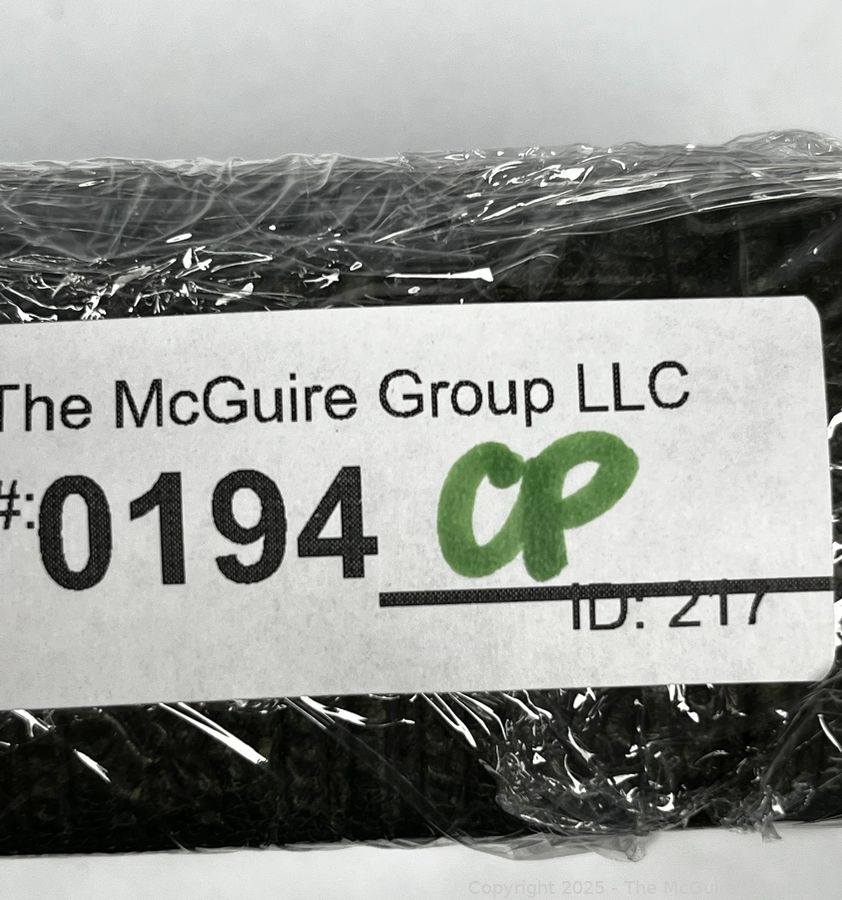 The McGuire Group LLC
#:0194 CP
ID: 217
Copyright 2025 - The McGuire